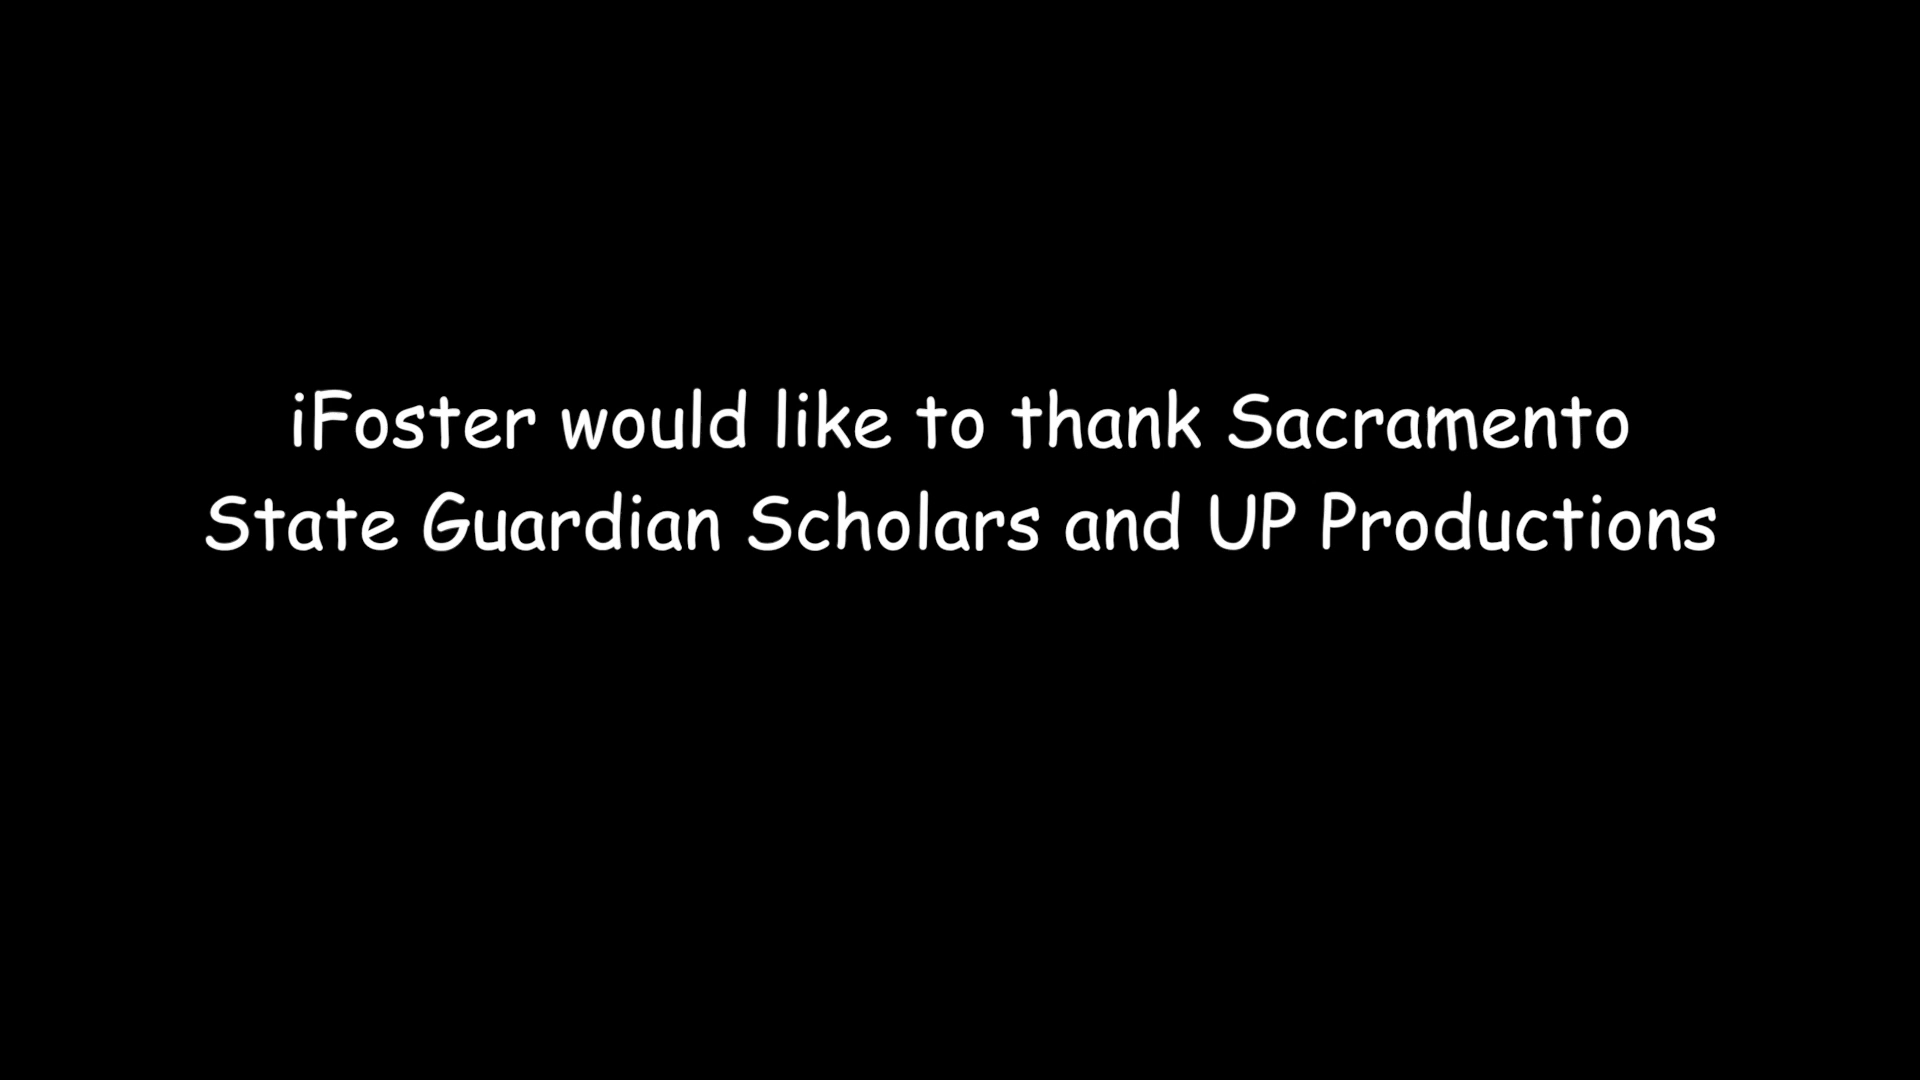 iFoster would like to thank Sacramento
State Guardian Scholars and UP Productions